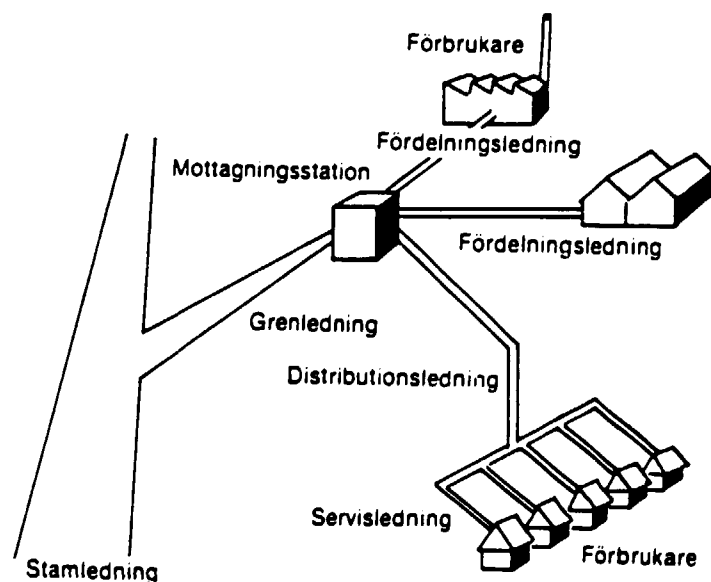 Förbrukare
Fördelningsledning
Mottagningsstation
Fördelningsledning
Grenledning
Distributionsledning
Servisledning
Förbrukare
Stamledning